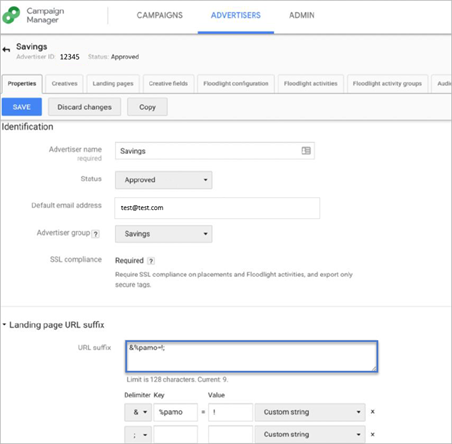 Campaign Manager
CAMPAIGNS ADVERTISERS ADMIN
Savings
Advertiser ID: 12345 Status: Approved
Properties Creatives Landing pages Creative fields Floodlight configuration Floodlight activities Floodlight activity groups Audi
SAVE Discard changes Copy
Identification
Advertiser name Savings
required
Status Approved
Default email address test@test.com
Advertiser group ? Savings
SSL compliance Required ?
Require SSL compliance on placements and Floodlight activities, and export only
secure tags.
Landing page URL suffix
URL suffix &%pamo=!;
Limit is 128 characters. Current: 9.
Delimiter Key Value
& %pamo = ! Custom string x
; Custom string x